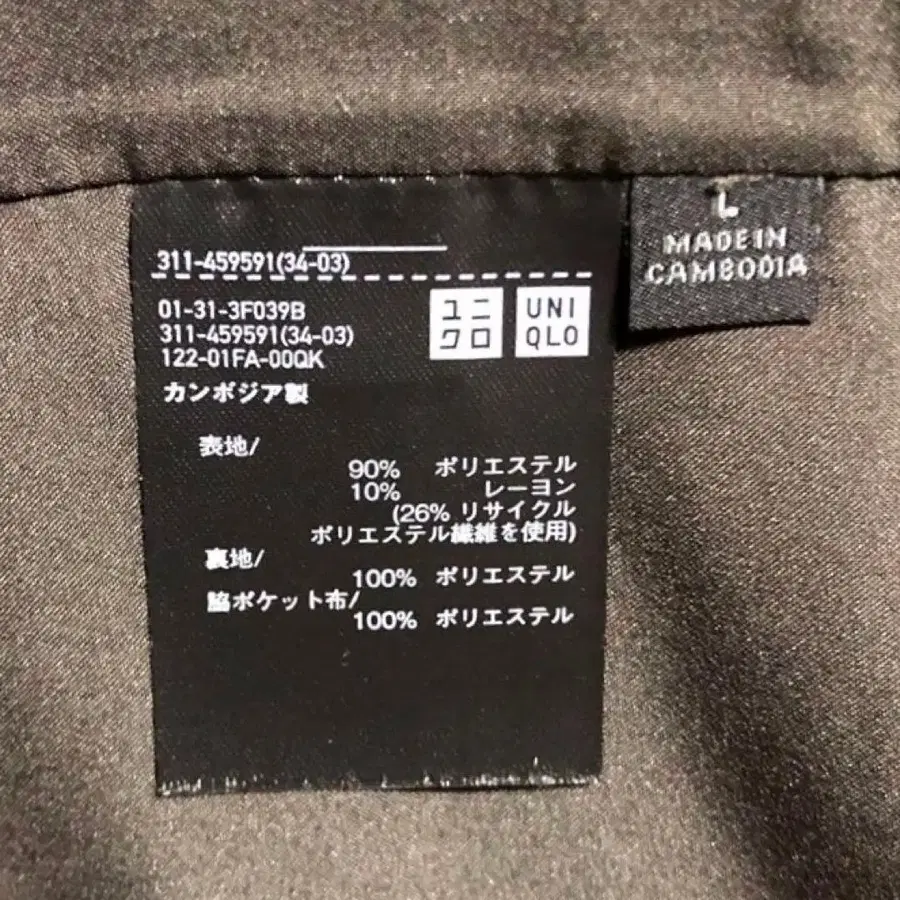 311-459591(34-03)
01-31-3F039B
311-459591(34-03)
122-01FA-00QK
カンボジア製
ユニ
クロ
UNI
QLO
表地/
90% ポリエステル
10% レーヨン
(26% リサイクル
ポリエステル繊維を使用)
裏地/
100% ポリエステル
脇ポケット布/
100% ポリエステル
L
MADE IN
CAMBODIA